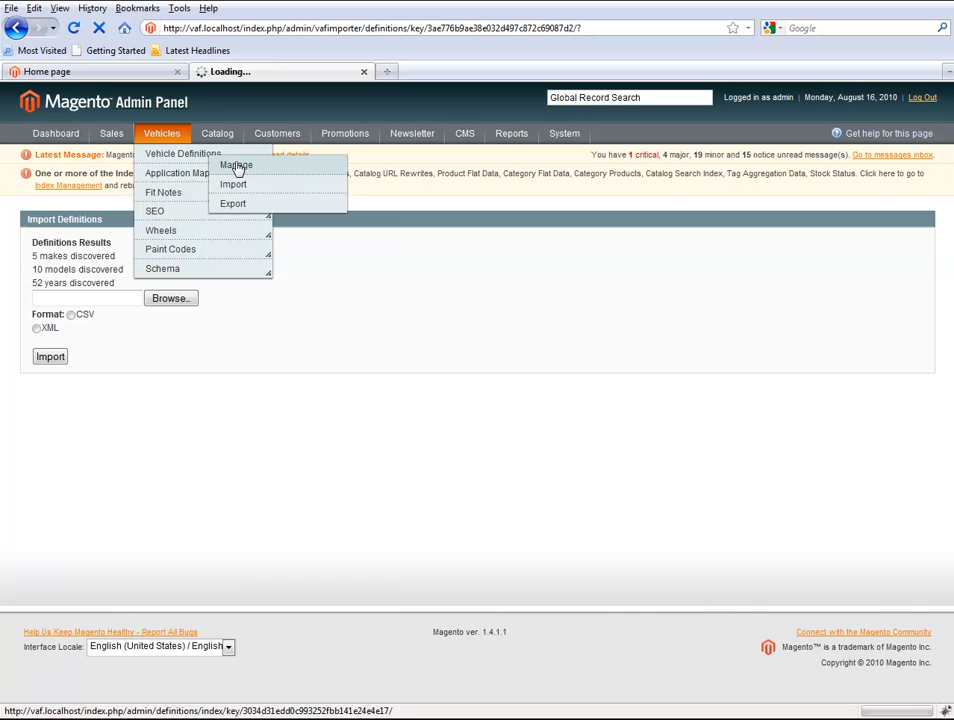 File Edit View History Bookmarks Tools Help
http://vaf.localhost/index.php/admin/vafimporter/definitions/key/3ae776b9ae38e032d497c872c69087d2/?
Google
Most Visited Getting Started Latest Headlines
Home page Loading...
Magento Admin Panel
Global Record Search
Logged in as admin | Monday, August 16, 2010 | Log Out
Dashboard Sales Vehicles Catalog Customers Promotions Newsletter CMS Reports System Get help for this page
Latest Message: Magento details You have 1 critical, 4 major, 19 minor and 15 notice unread message(s). Go to messages inbox.
One or more of the Inde s, Catalog URL Rewrites, Product Flat Data, Category Flat Data, Category Products, Catalog Search Index, Tag Aggregation Data, Stock Status. Click here to go to
Index Management and rebu
Vehicle Definitions
Application Map
Fit Notes
SEO
Wheels
Paint Codes
Schema
Manage
Import
Export
Import Definitions
Definitions Results
5 makes discovered
10 models discovered
52 years discovered
Browse...
Format: CSV
XML
Import
Help Us Keep Magento Healthy - Report All Bugs
Interface Locale: English (United States) / English
Magento ver. 1.4.1.1
Connect with the Magento Community
Magento™ is a trademark of Magento Inc.
Copyright © 2010 Magento Inc.
http://vaf.localhost/index.php/admin/definitions/index/key/3034d31edd0c993252fbb141e24e4e17/